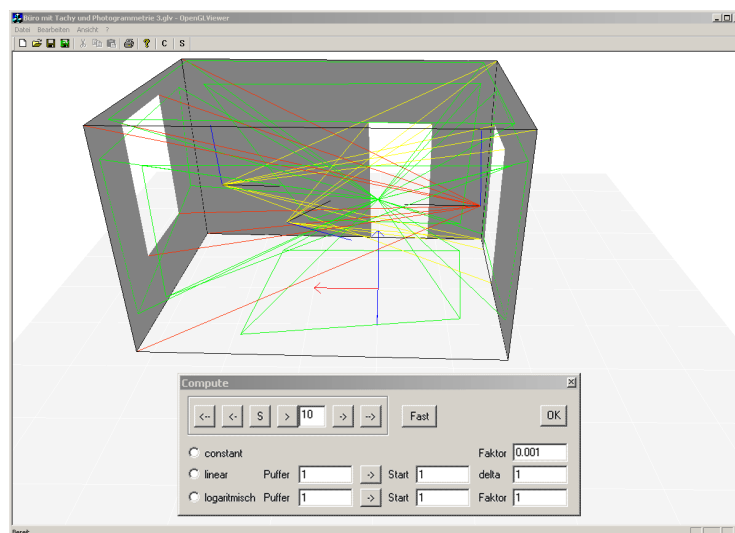 Büro mit Tachy und Photogrammetrie 3.glv - OpenGLViewer
Datei Bearbeiten Ansicht ?
? C S
Compute
<-- <- S > 10 -> --> Fast OK
constant Faktor 0.001
linear Puffer 1 -> Start 1 delta 1
logaritmisch Puffer 1 -> Start 1 Faktor 1
Bereit